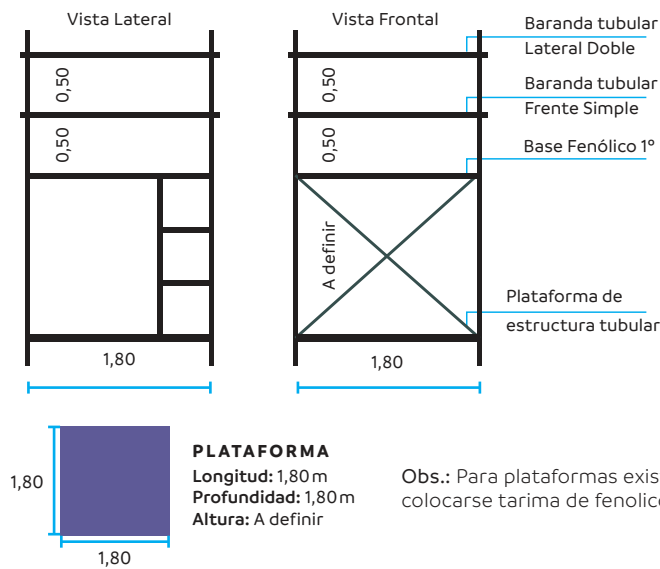 Vista Lateral
0,50
0,50
1,80
Vista Frontal
0,50
0,50
A definir
1,80
Baranda tubular
Lateral Doble
Baranda tubular
Frente Simple
Base Fenólico 1°
Plataforma de
estructura tubular
1,80
1,80
PLATAFORMA
Longitud: 1,80 m
Profundidad: 1,80 m
Altura: A definir
Obs.: Para plataformas exis
colocarse tarima de fenolic